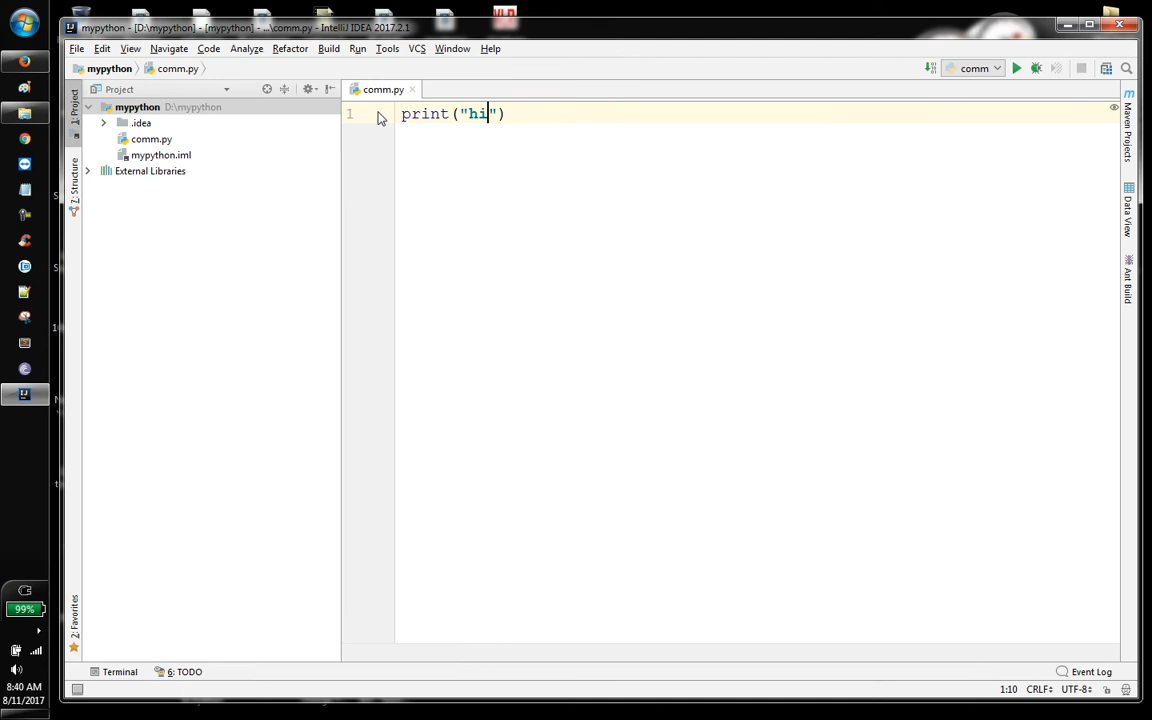 mypython - [D:\mypython] - [mypython] - ...\comm.py - IntelliJ IDEA 2017.2.1
File Edit View Navigate Code Analyze Refactor Build Run Tools VCS Window Help
mypython comm.py comm
1: Project
Project
comm.py
mypython D:\mypython
.idea
comm.py
mypython.iml
External Libraries
1 print("hi")
Z: Structure
2: Favorites
Maven Projects
Data View
Ant Build
Terminal 6: TODO Event Log
1:10 CRLF UTF-8
99%
8:40 AM
8/11/2017